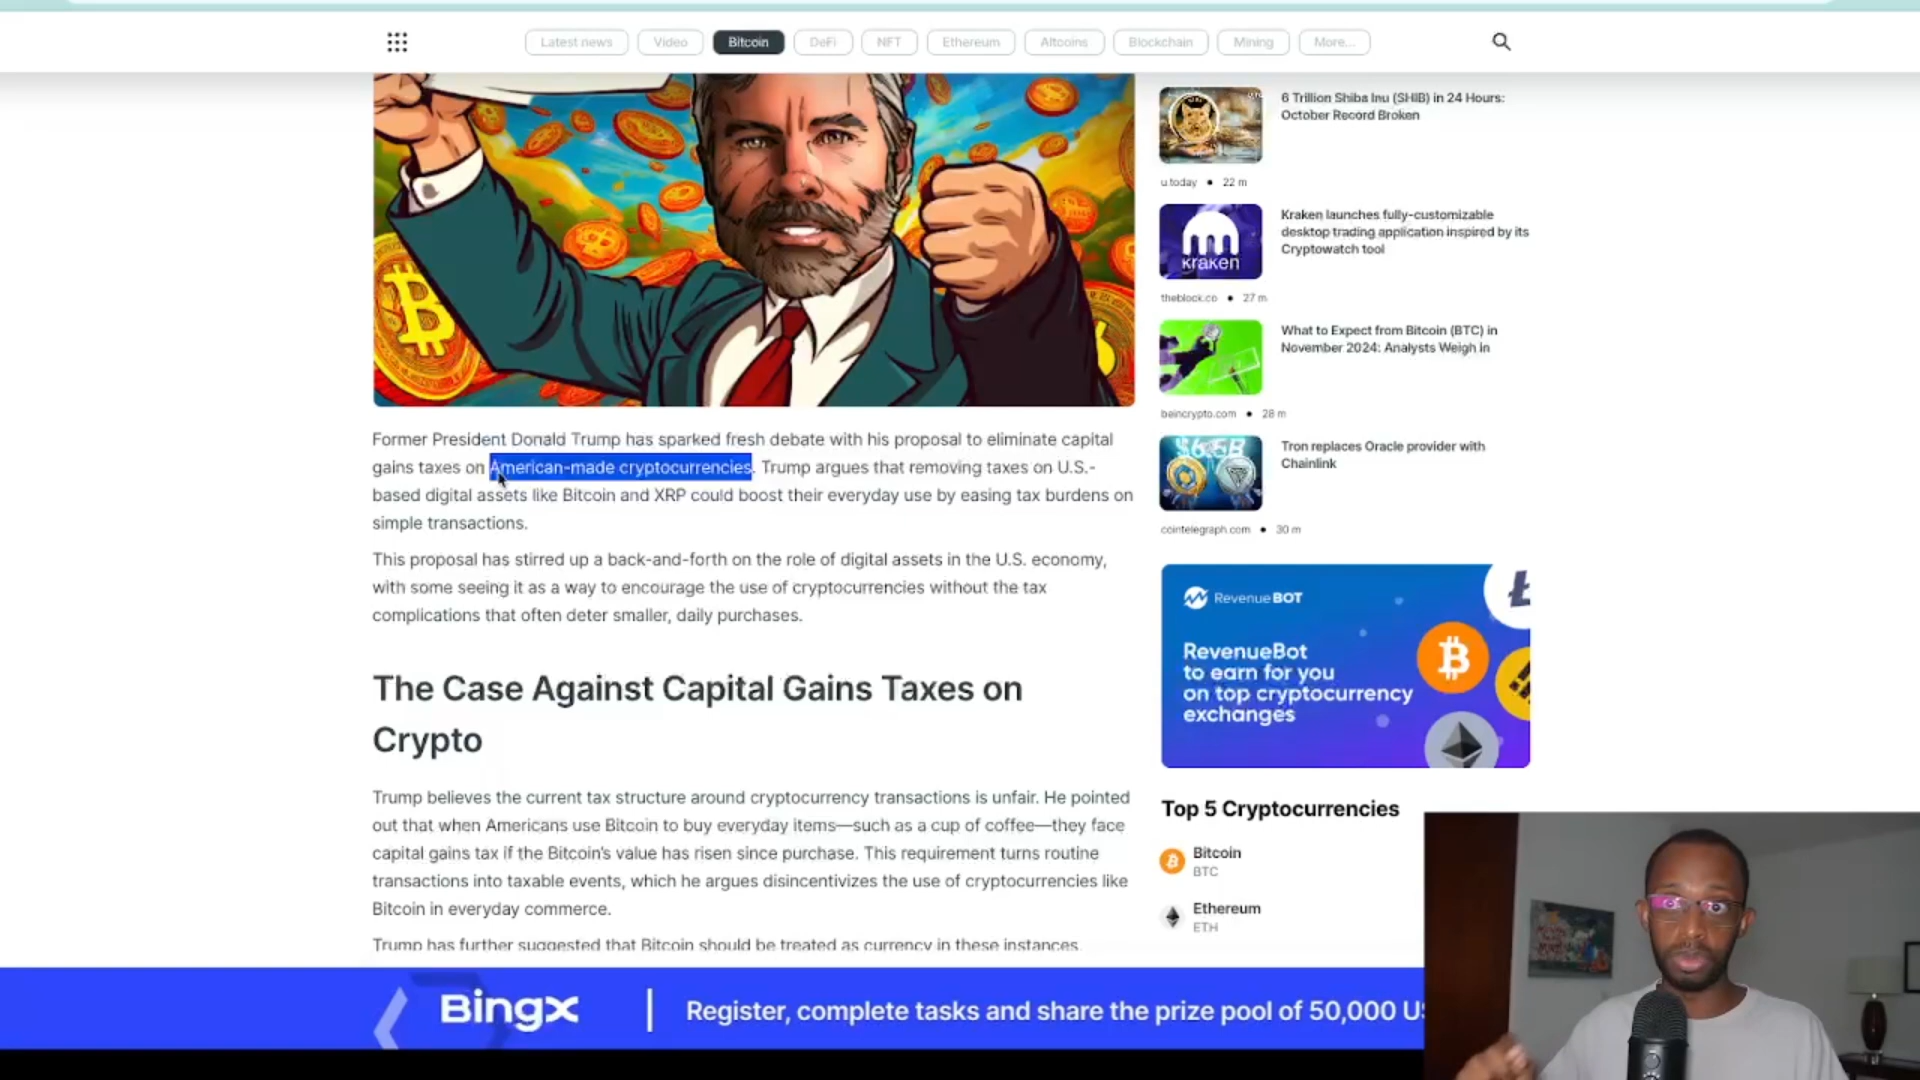 Latest news
Video
Bitcoin
DeFi
NFT
Ethereum
Altcoins
Blockchain
Mining
More...
Former President Donald Trump has sparked fresh debate with his proposal to eliminate capital
gains taxes on American-made cryptocurrencies. Trump argues that removing taxes on U.S.-
based digital assets like Bitcoin and XRP could boost their everyday use by easing tax burdens on
simple transactions.
This proposal has stirred up a back-and-forth on the role of digital assets in the U.S. economy,
with some seeing it as a way to encourage the use of cryptocurrencies without the tax
complications that often deter smaller, daily purchases.
The Case Against Capital Gains Taxes on
Crypto
Trump believes the current tax structure around cryptocurrency transactions is unfair. He pointed
out that when Americans use Bitcoin to buy everyday items—such as a cup of coffee—they face
capital gains tax if the Bitcoin's value has risen since purchase. This requirement turns routine
transactions into taxable events, which he argues disincentivizes the use of cryptocurrencies like
Bitcoin in everyday commerce.
Trump has further suggested that Bitcoin should be treated as currency in these instances,
6 Trillion Shiba Inu (SHIB) in 24 Hours:
October Record Broken
u.today • 22 m
kraken
Kraken launches fully-customizable
desktop trading application inspired by its
Cryptowatch tool
theblock.co • 27 m
What to Expect from Bitcoin (BTC) in
November 2024: Analysts Weigh in
beincrypto.com • 28 m
Tron replaces Oracle provider with
Chainlink
cointelegraph.com • 30 m
RevenueBOT
RevenueBot
to earn for you
on top cryptocurrency
exchanges
Top 5 Cryptocurrencies
Bitcoin
BTC
Ethereum
ETH
Bingx
Register, complete tasks and share the prize pool of 50,000